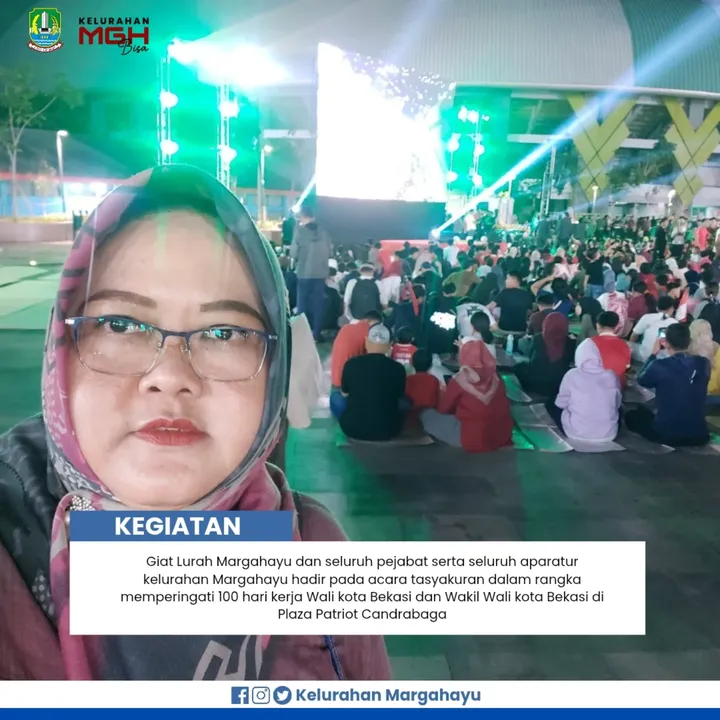 KELURAHAN
MGH
Bisa
KEGIATAN
Giat Lurah Margahayu dan seluruh pejabat serta seluruh aparatur
kelurahan Margahayu hadir pada acara tasyakuran dalam rangka
memperingati 100 hari kerja Wali kota Bekasi dan Wakil Wali kota Bekasi di
Plaza Patriot Candrabaga
Kelurahan Margahayu